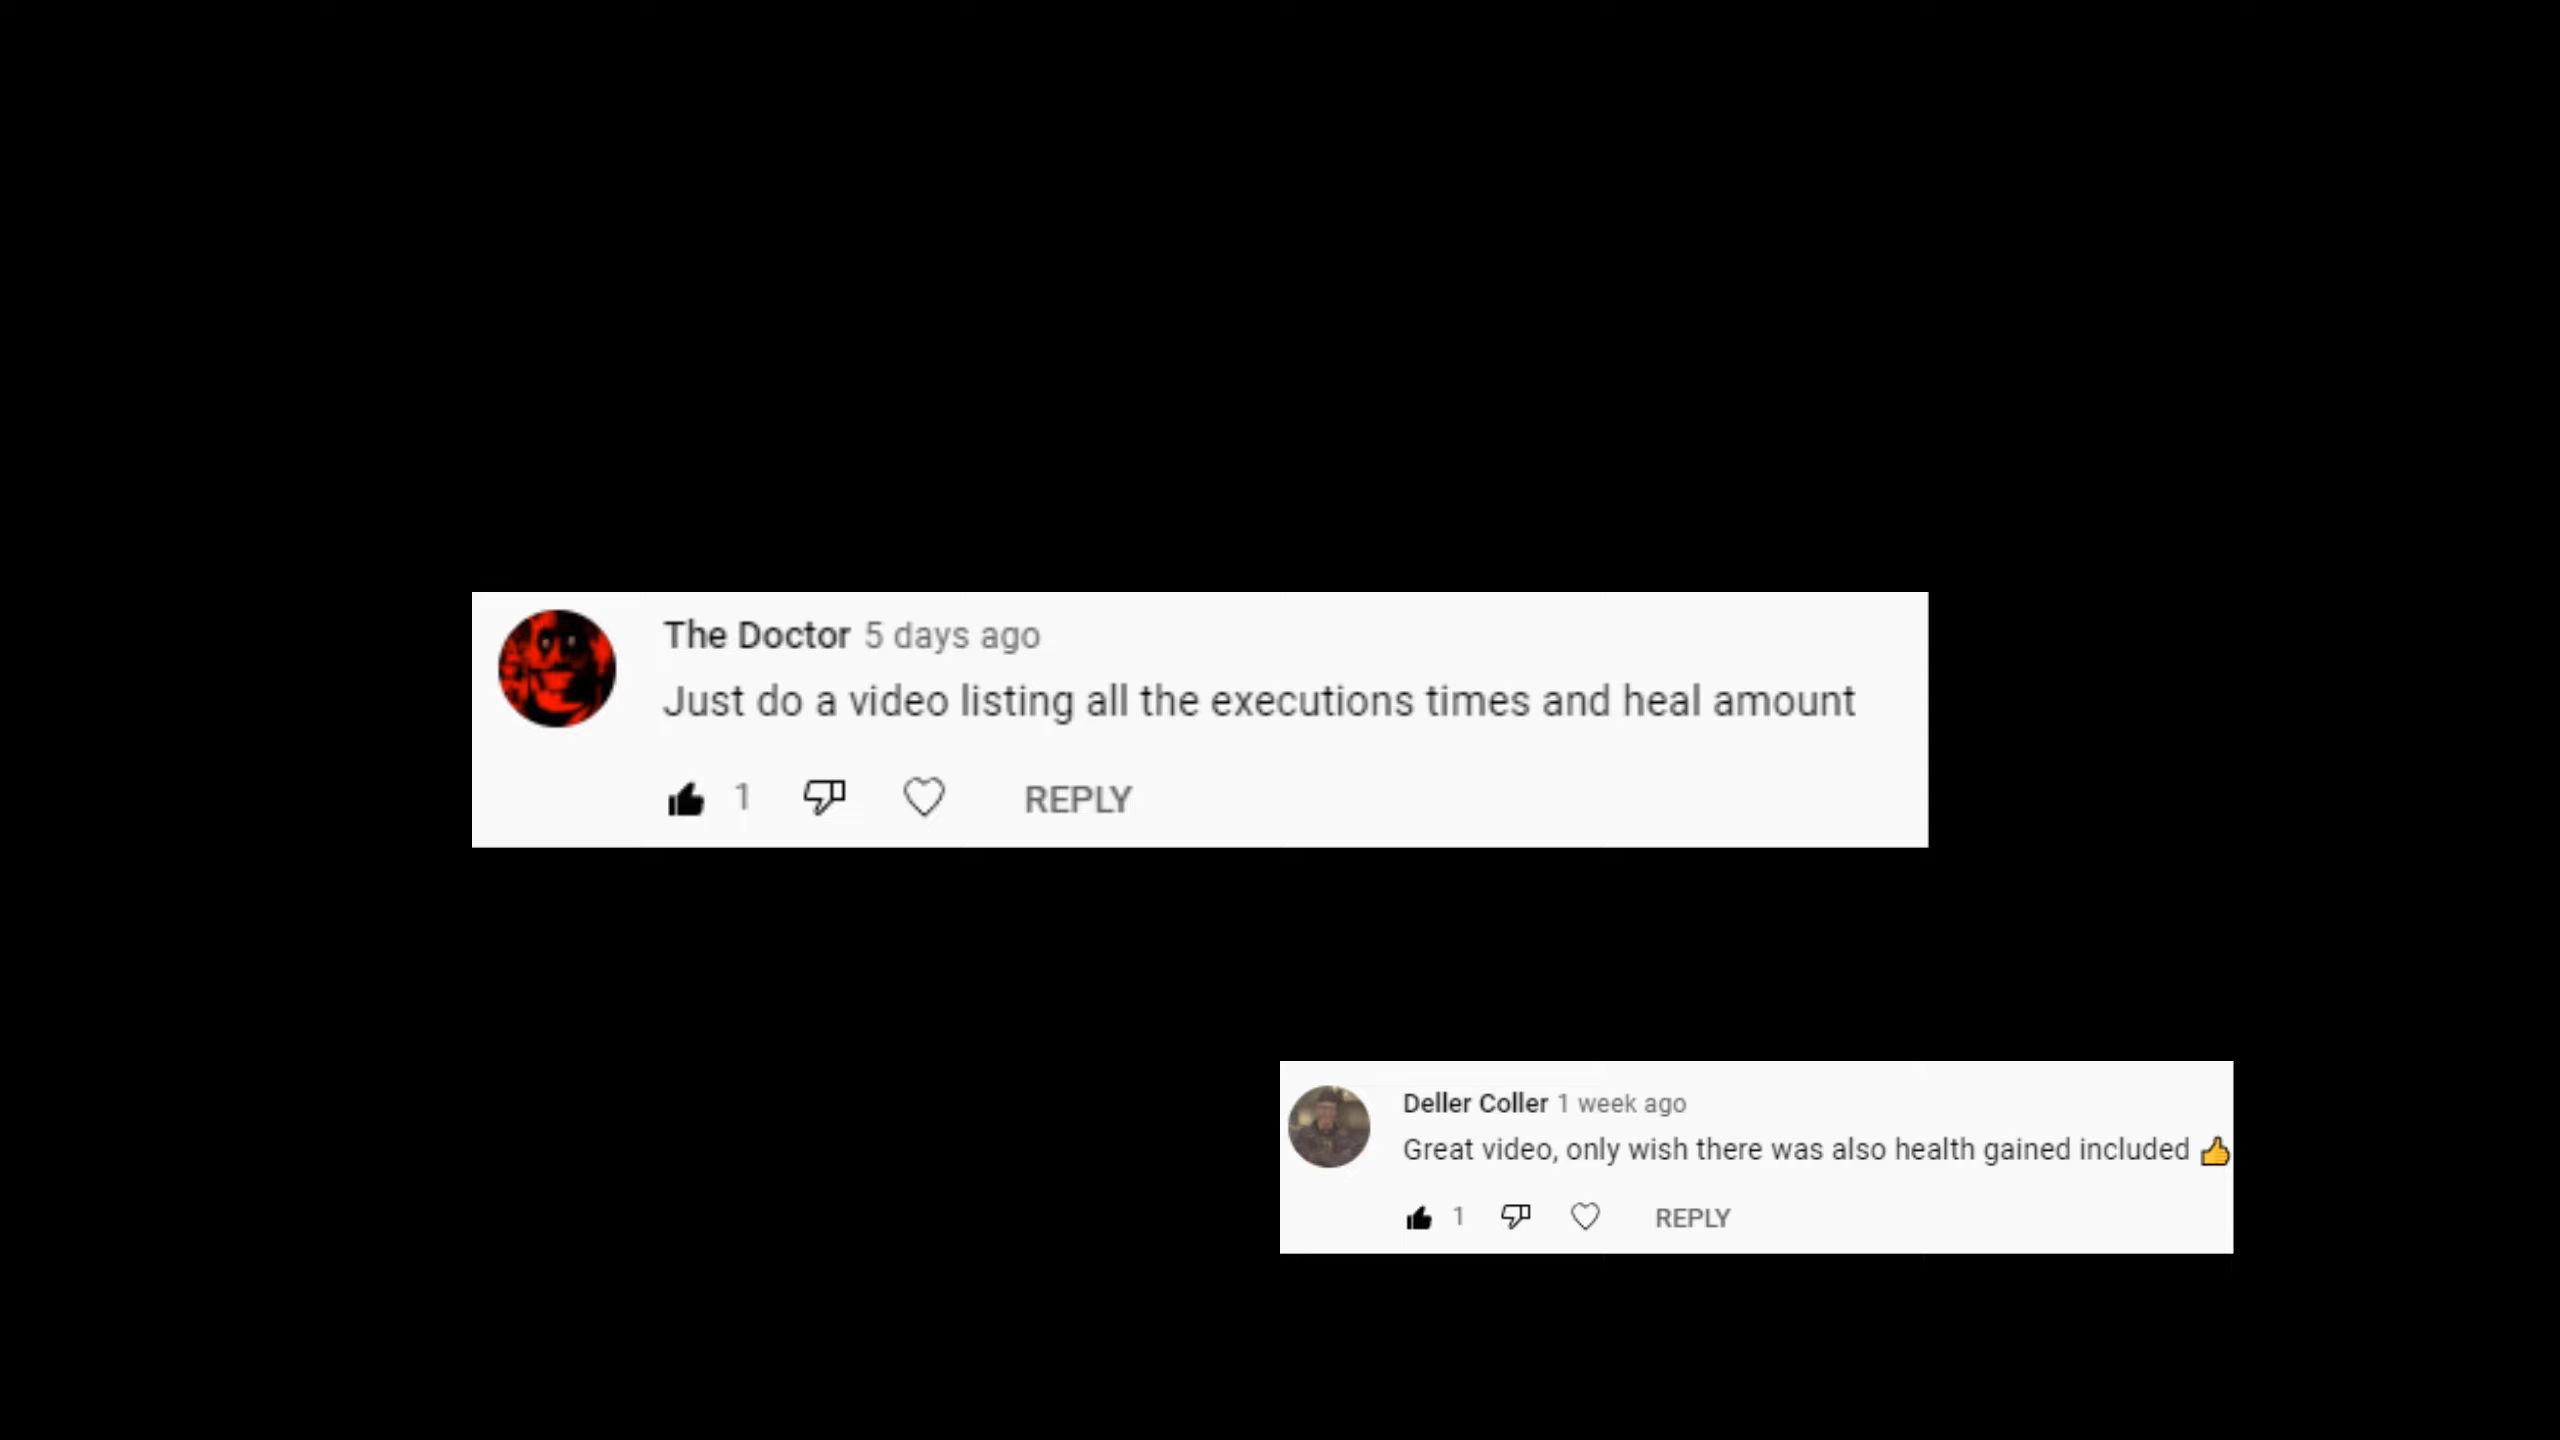 The Doctor 5 days ago
Just do a video listing all the executions times and heal amount
1 REPLY
Deller Coller 1 week ago
Great video, only wish there was also health gained included 👍
1 REPLY